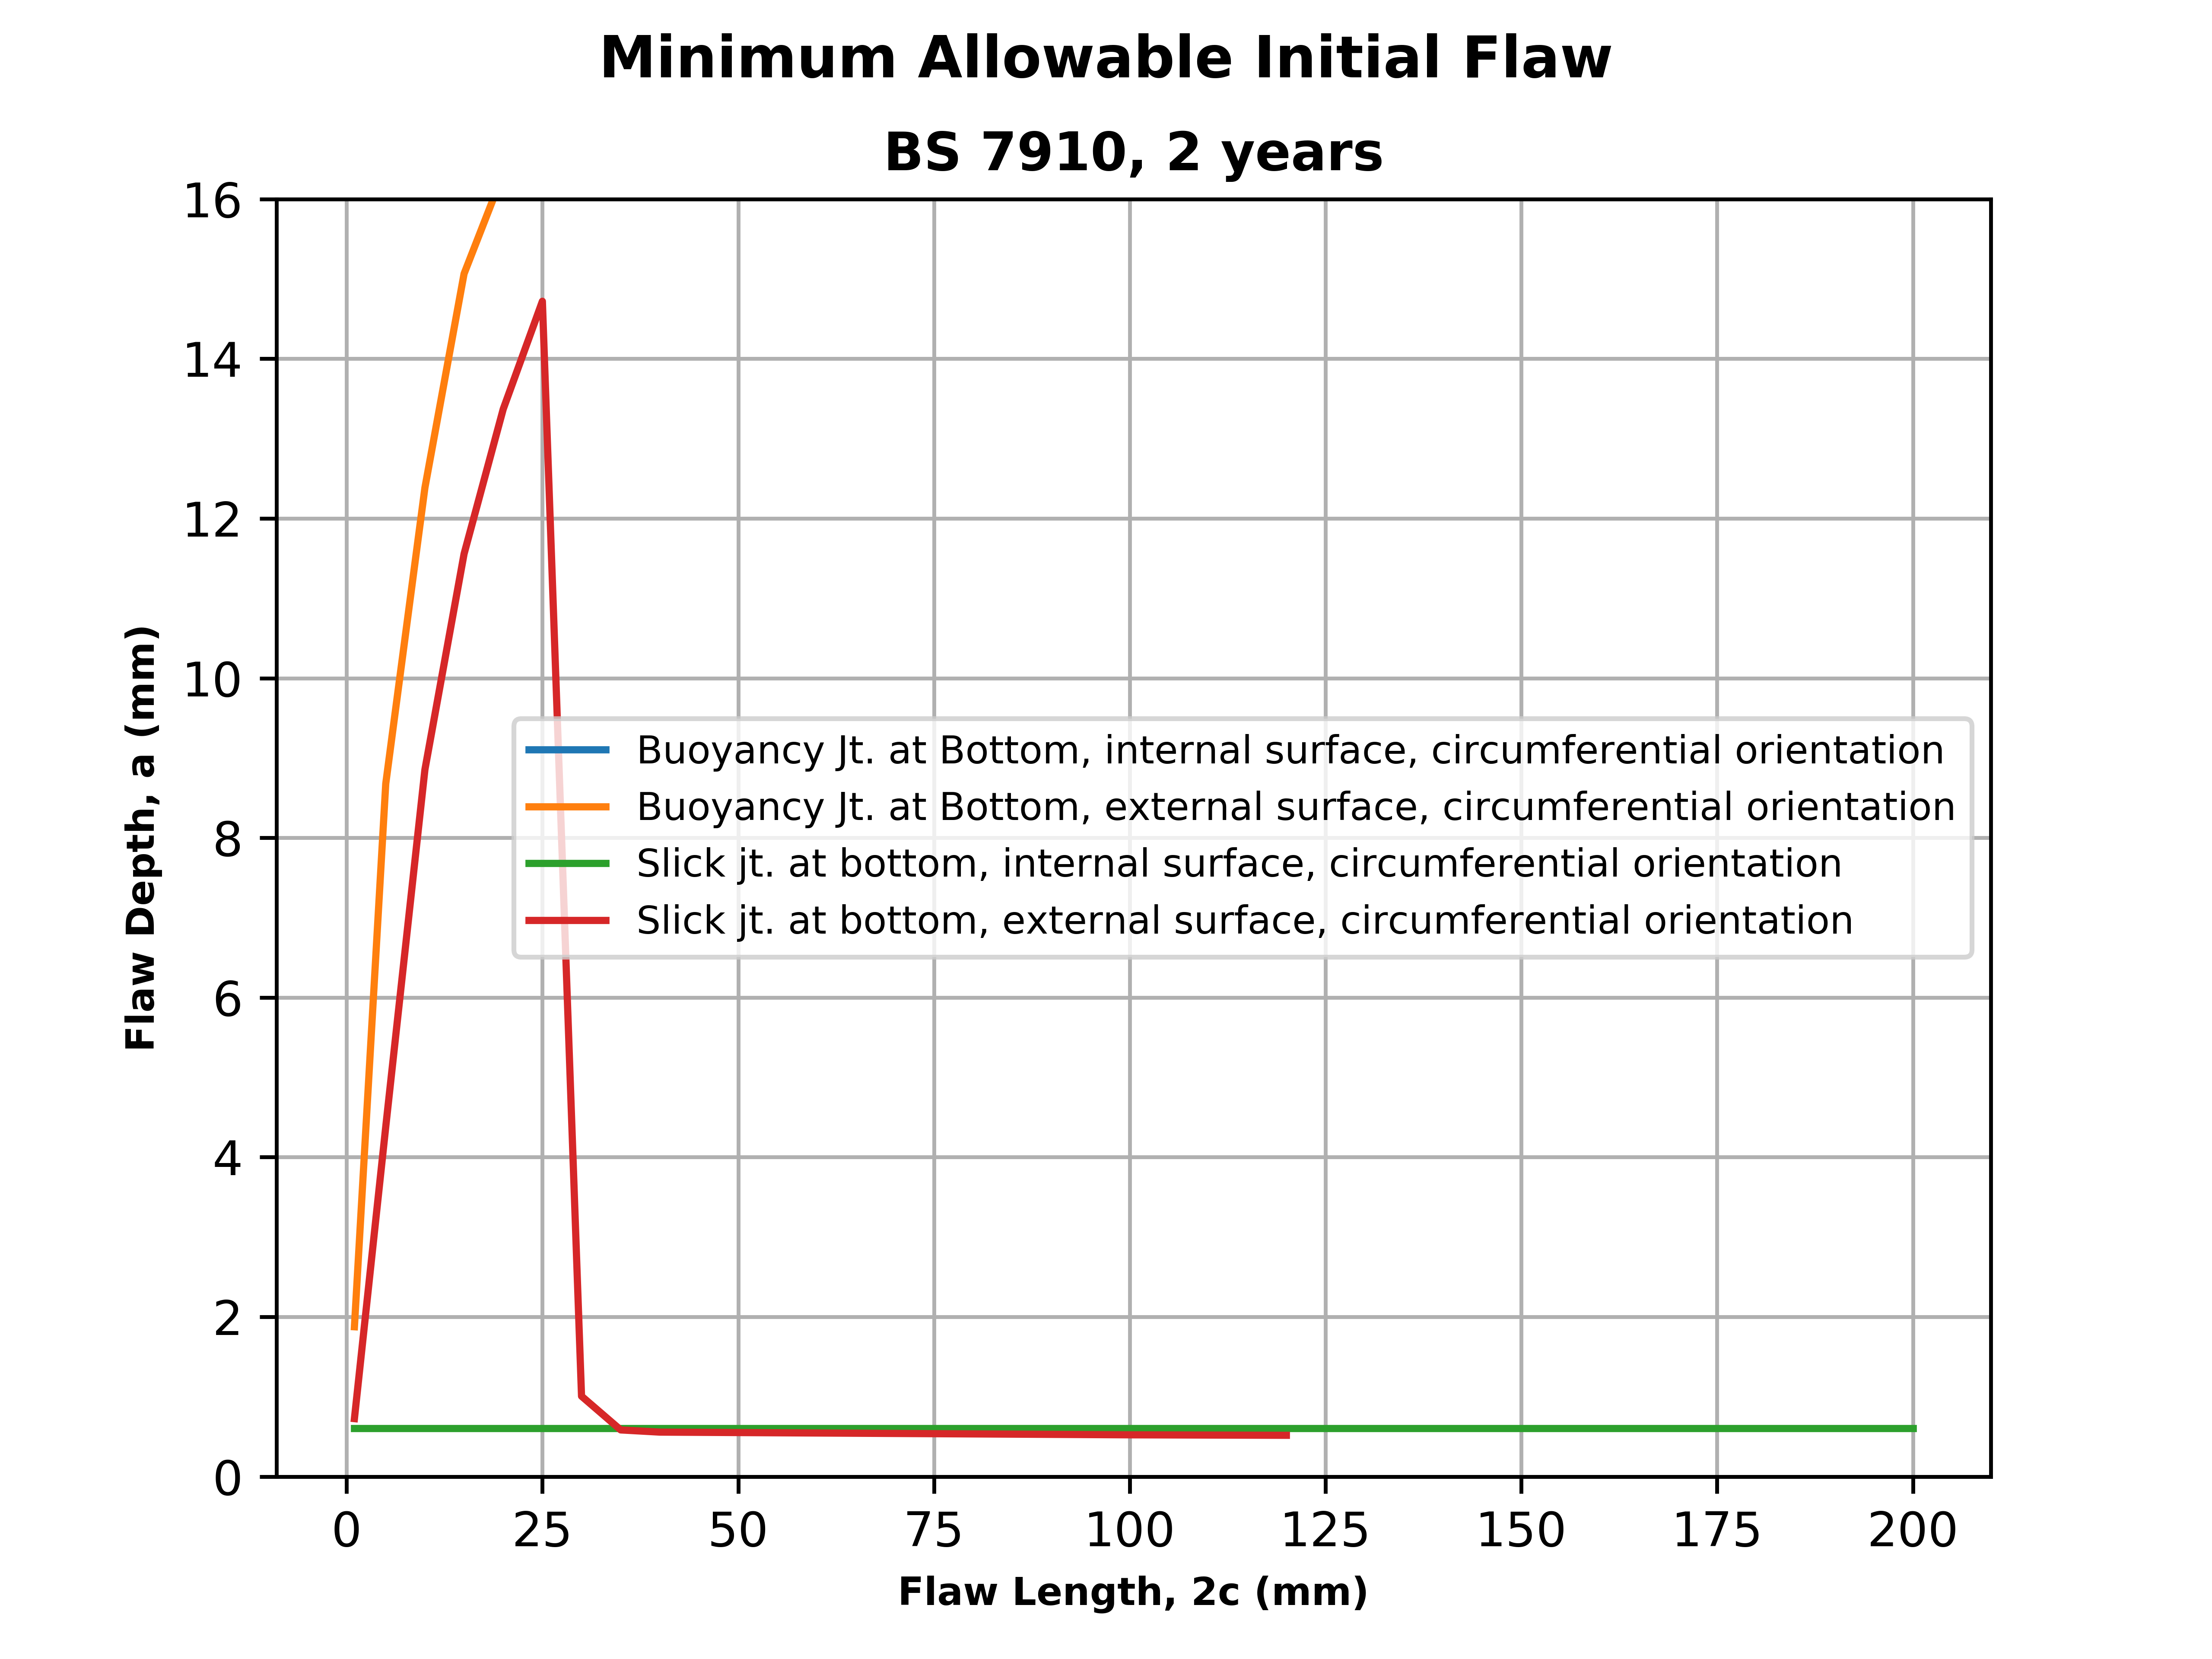 Minimum Allowable Initial Flaw
BS 7910, 2 years
16
14
12
10
8
6
4
2
0
Flaw Depth, a (mm)
Buoyancy Jt. at Bottom, internal surface, circumferential orientation
Buoyancy Jt. at Bottom, external surface, circumferential orientation
Slick jt. at bottom, internal surface, circumferential orientation
Slick jt. at bottom, external surface, circumferential orientation
0 25 50 75 100 125 150 175 200
Flaw Length, 2c (mm)